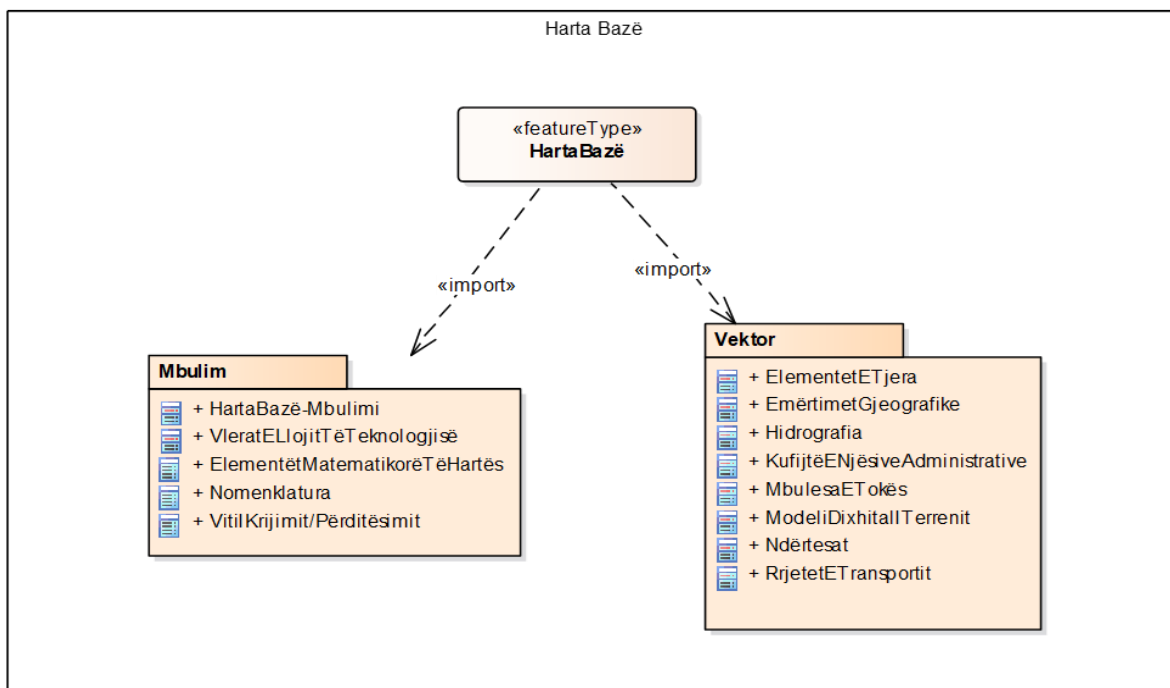 Harta Bazë
«featureType»
HartaBazë
«import»
«import»
Mbulim
+ HartaBazë-Mbulimi
+ VleratELlojitTëTeknologjisë
+ ElementëtMatematikorëTëHartës
+ Nomenklatura
+ VitiIKrijimit/Përditësimit
Vektor
+ ElementetETjera
+ EmërtimetGjeografike
+ Hidrografia
+ KufijtëENjësiveAdministrative
+ MbulesaETokës
+ ModeliDixhitalITerrenit
+ Ndërtesat
+ RrjetetETransportit